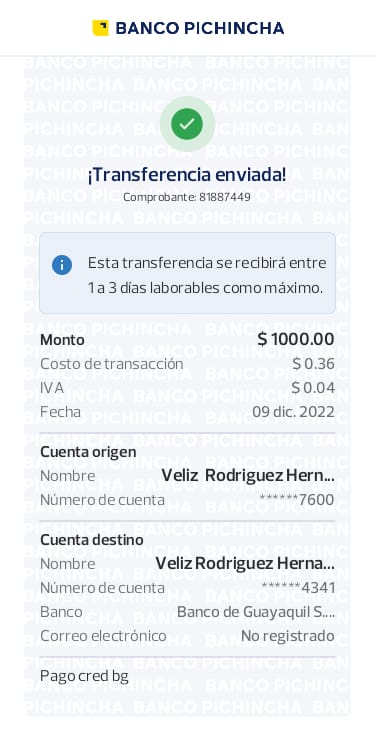 BANCO PICHINCHA
¡Transferencia enviada!
Comprobante: 81887449
Esta transferencia se recibirá entre
1 a 3 días laborables como máximo.
Monto $ 1000.00
Costo de transacción $ 0.36
IVA $ 0.04
Fecha 09 dic. 2022
Cuenta origen
Nombre Veliz Rodriguez Hern...
Número de cuenta ******7600
Cuenta destino
Nombre Veliz Rodriguez Herna...
Número de cuenta ******4341
Banco Banco de Guayaquil S....
Correo electrónico No registrado
Pago cred bg